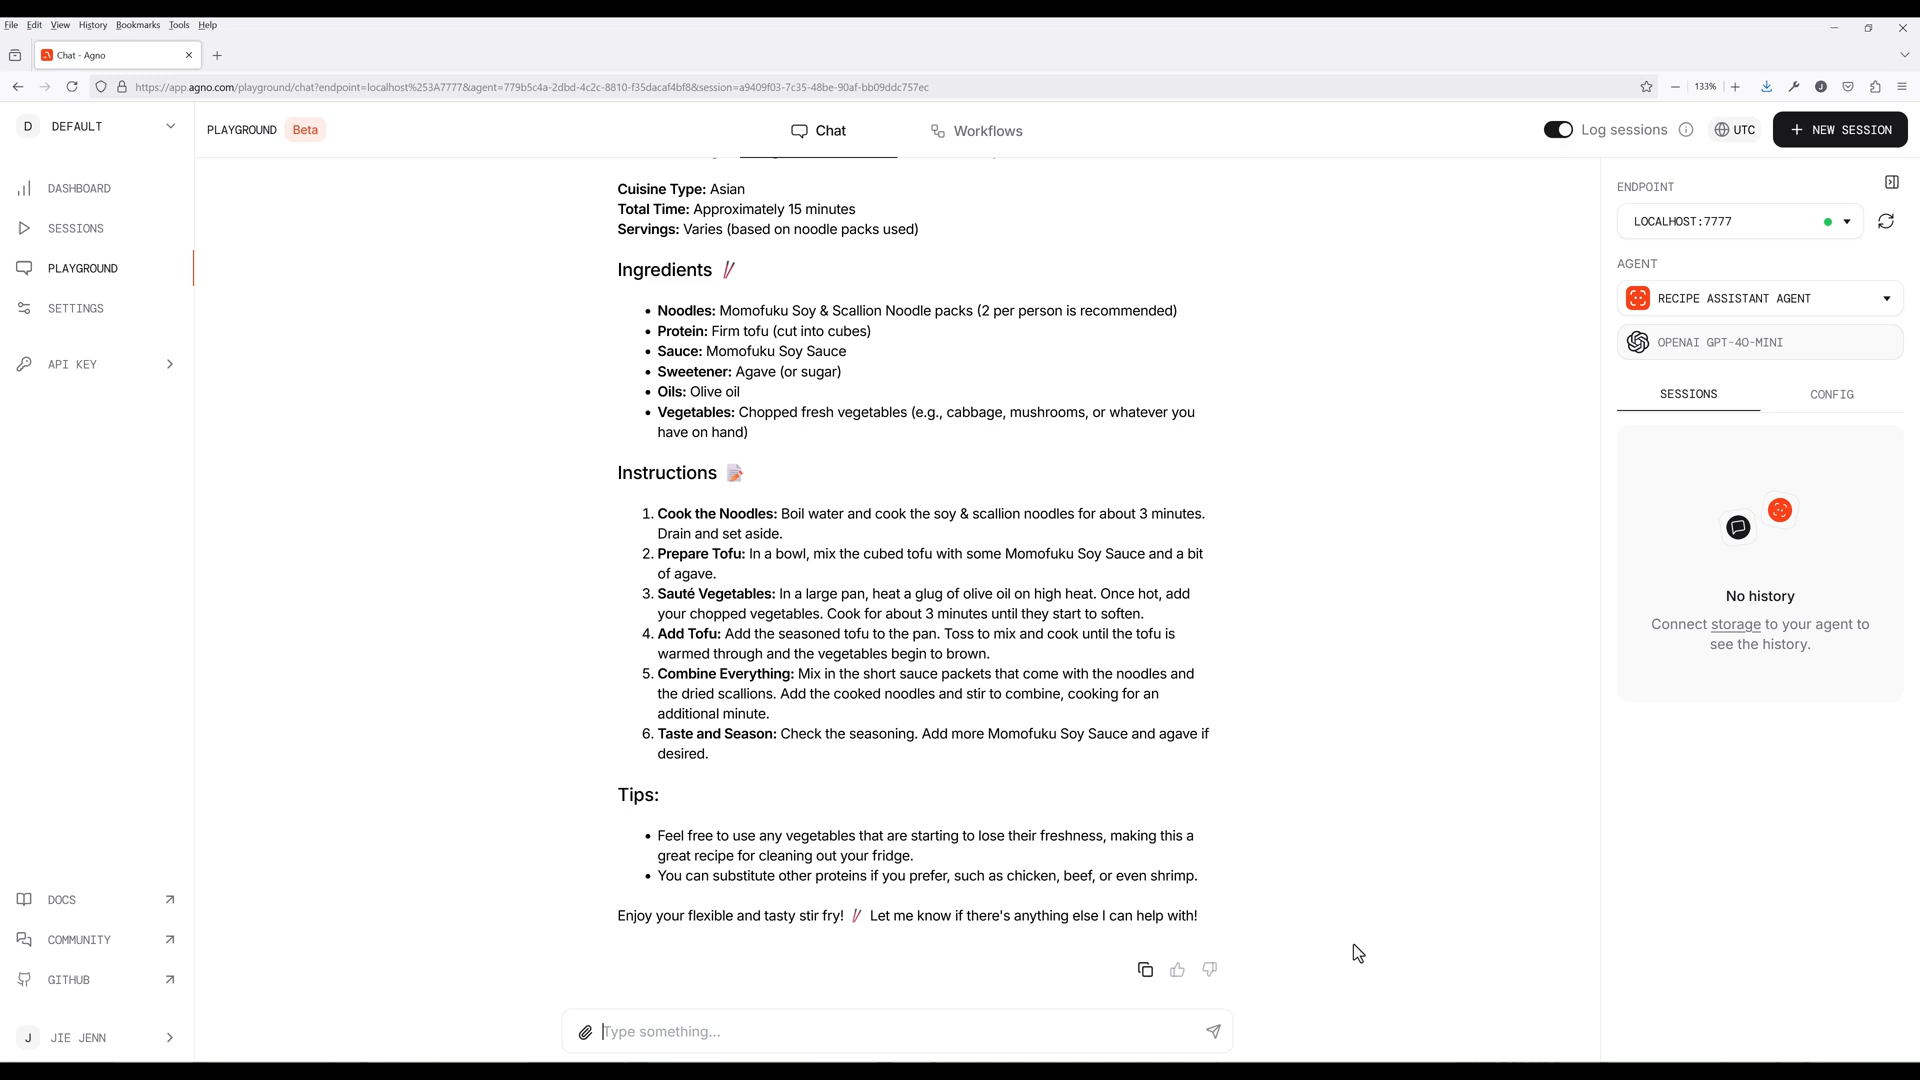 File Edit View History Bookmarks Tools Help
Chat - Agno
https://app.agno.com/playground/chat?endpoint=localhost%253A7777&agent=779b5c4a-2dbd-4c2c-8810-f35dacaf4bf8&session=a9409f03-7c35-48be-90af-bb09ddc757ec
133%
D DEFAULT
PLAYGROUND Beta
Chat
Workflows
Log sessions
UTC
+ NEW SESSION
DASHBOARD
SESSIONS
PLAYGROUND
SETTINGS
API KEY
DOCS
COMMUNITY
GITHUB
J JIE JENN
Cuisine Type: Asian
Total Time: Approximately 15 minutes
Servings: Varies (based on noodle packs used)
Ingredients
• Noodles: Momofuku Soy & Scallion Noodle packs (2 per person is recommended)
• Protein: Firm tofu (cut into cubes)
• Sauce: Momofuku Soy Sauce
• Sweetener: Agave (or sugar)
• Oils: Olive oil
• Vegetables: Chopped fresh vegetables (e.g., cabbage, mushrooms, or whatever you
have on hand)
Instructions
1. Cook the Noodles: Boil water and cook the soy & scallion noodles for about 3 minutes.
Drain and set aside.
2. Prepare Tofu: In a bowl, mix the cubed tofu with some Momofuku Soy Sauce and a bit
of agave.
3. Sauté Vegetables: In a large pan, heat a glug of olive oil on high heat. Once hot, add
your chopped vegetables. Cook for about 3 minutes until they start to soften.
4. Add Tofu: Add the seasoned tofu to the pan. Toss to mix and cook until the tofu is
warmed through and the vegetables begin to brown.
5. Combine Everything: Mix in the short sauce packets that come with the noodles and
the dried scallions. Add the cooked noodles and stir to combine, cooking for an
additional minute.
6. Taste and Season: Check the seasoning. Add more Momofuku Soy Sauce and agave if
desired.
Tips:
• Feel free to use any vegetables that are starting to lose their freshness, making this a
great recipe for cleaning out your fridge.
• You can substitute other proteins if you prefer, such as chicken, beef, or even shrimp.
Enjoy your flexible and tasty stir fry! Let me know if there's anything else I can help with!
Type something...
ENDPOINT
LOCALHOST:7777
AGENT
RECIPE ASSISTANT AGENT
OPENAI GPT-4O-MINI
SESSIONS CONFIG
No history
Connect storage to your agent to
see the history.